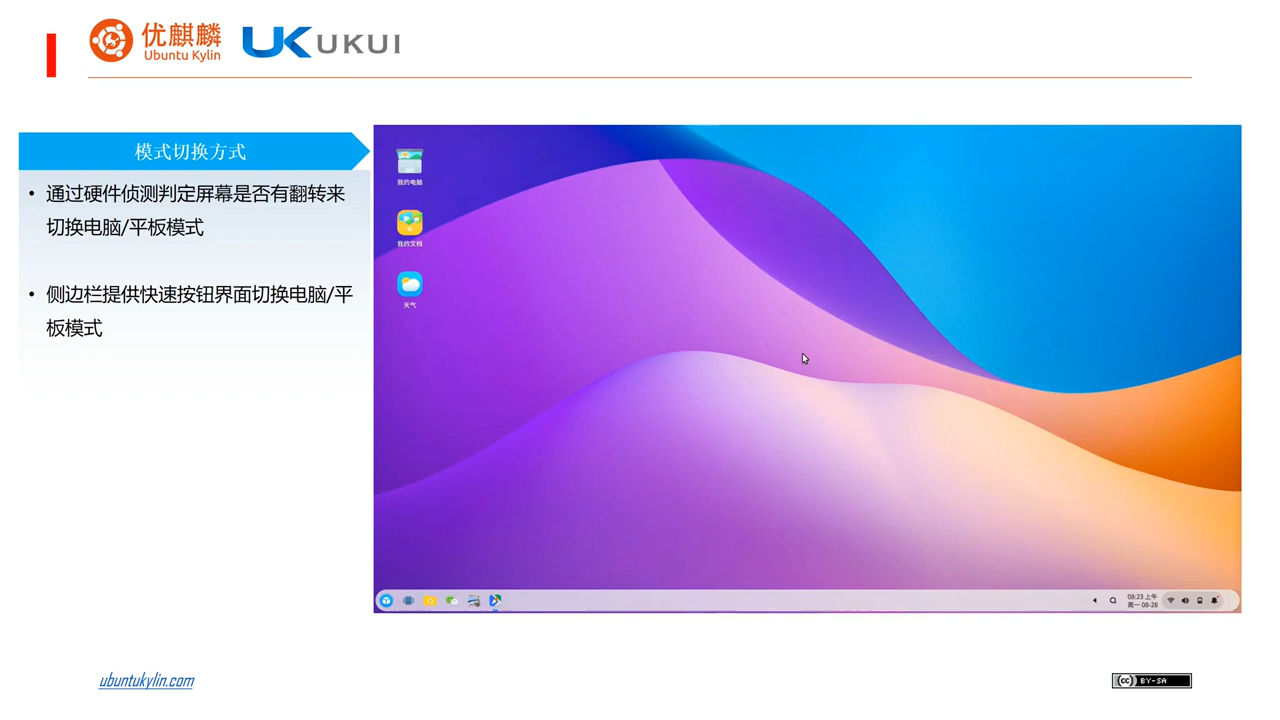 优麒麟
Ubuntu Kylin
UK UKUI
模式切换方式
• 通过硬件侦测判定屏幕是否有翻转来
切换电脑/平板模式
• 侧边栏提供快速按钮界面切换电脑/平
板模式
我的电脑
我的文档
天气
08:23 上午
周一 08-28
ubuntukylin.com
cc BY-SA